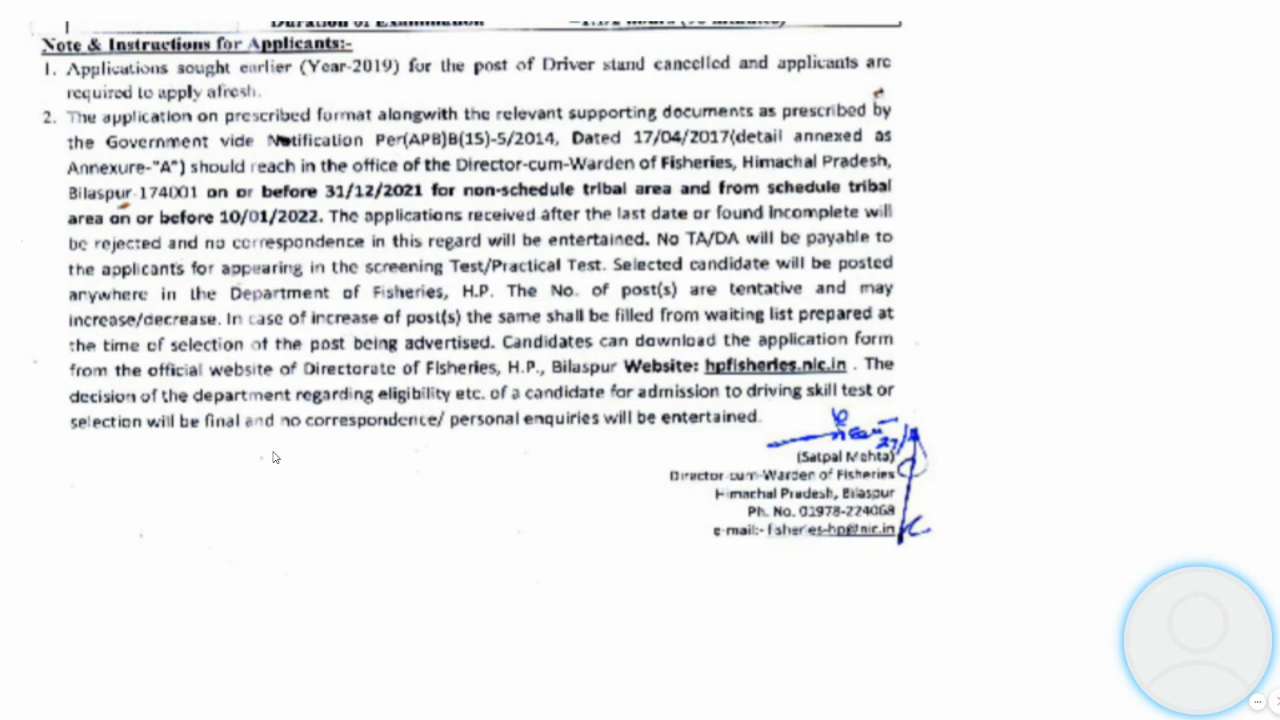 Duration of Examination
Note & Instructions for Applicants:-
1. Applications sought earlier (Year-2019) for the post of Driver stand cancelled and applicants are
required to apply afresh.
2. The application on prescribed format alongwith the relevant supporting documents as prescribed by
the Government vide Notification Per(APB)B(15)-5/2014, Dated 17/04/2017(detail annexed as
Annexure-"A") should reach in the office of the Director-cum-Warden of Fisheries, Himachal Pradesh,
Bilaspur-174001 on or before 31/12/2021 for non-schedule tribal area and from schedule tribal
area on or before 10/01/2022. The applications received after the last date or found incomplete will
be rejected and no correspondence in this regard will be entertained. No TA/DA will be payable to
the applicants for appearing in the screening Test/Practical Test. Selected candidate will be posted
anywhere in the Department of Fisheries, H.P. The No. of post(s) are tentative and may
increase/decrease. In case of increase of post(s) the same shall be filled from waiting list prepared at
the time of selection of the post being advertised. Candidates can download the application form
from the official website of Directorate of Fisheries, H.P., Bilaspur Website: hpfisheries.nic.in . The
decision of the department regarding eligibility etc. of a candidate for admission to driving skill test or
selection will be final and no correspondence/ personal enquiries will be entertained.
(Satpal Mehta)
Director-cum-Warden of Fisheries
Himachal Pradesh, Bilaspur
Ph. No. 01978-224068
e-mail:- fisheries-hp@nic.in